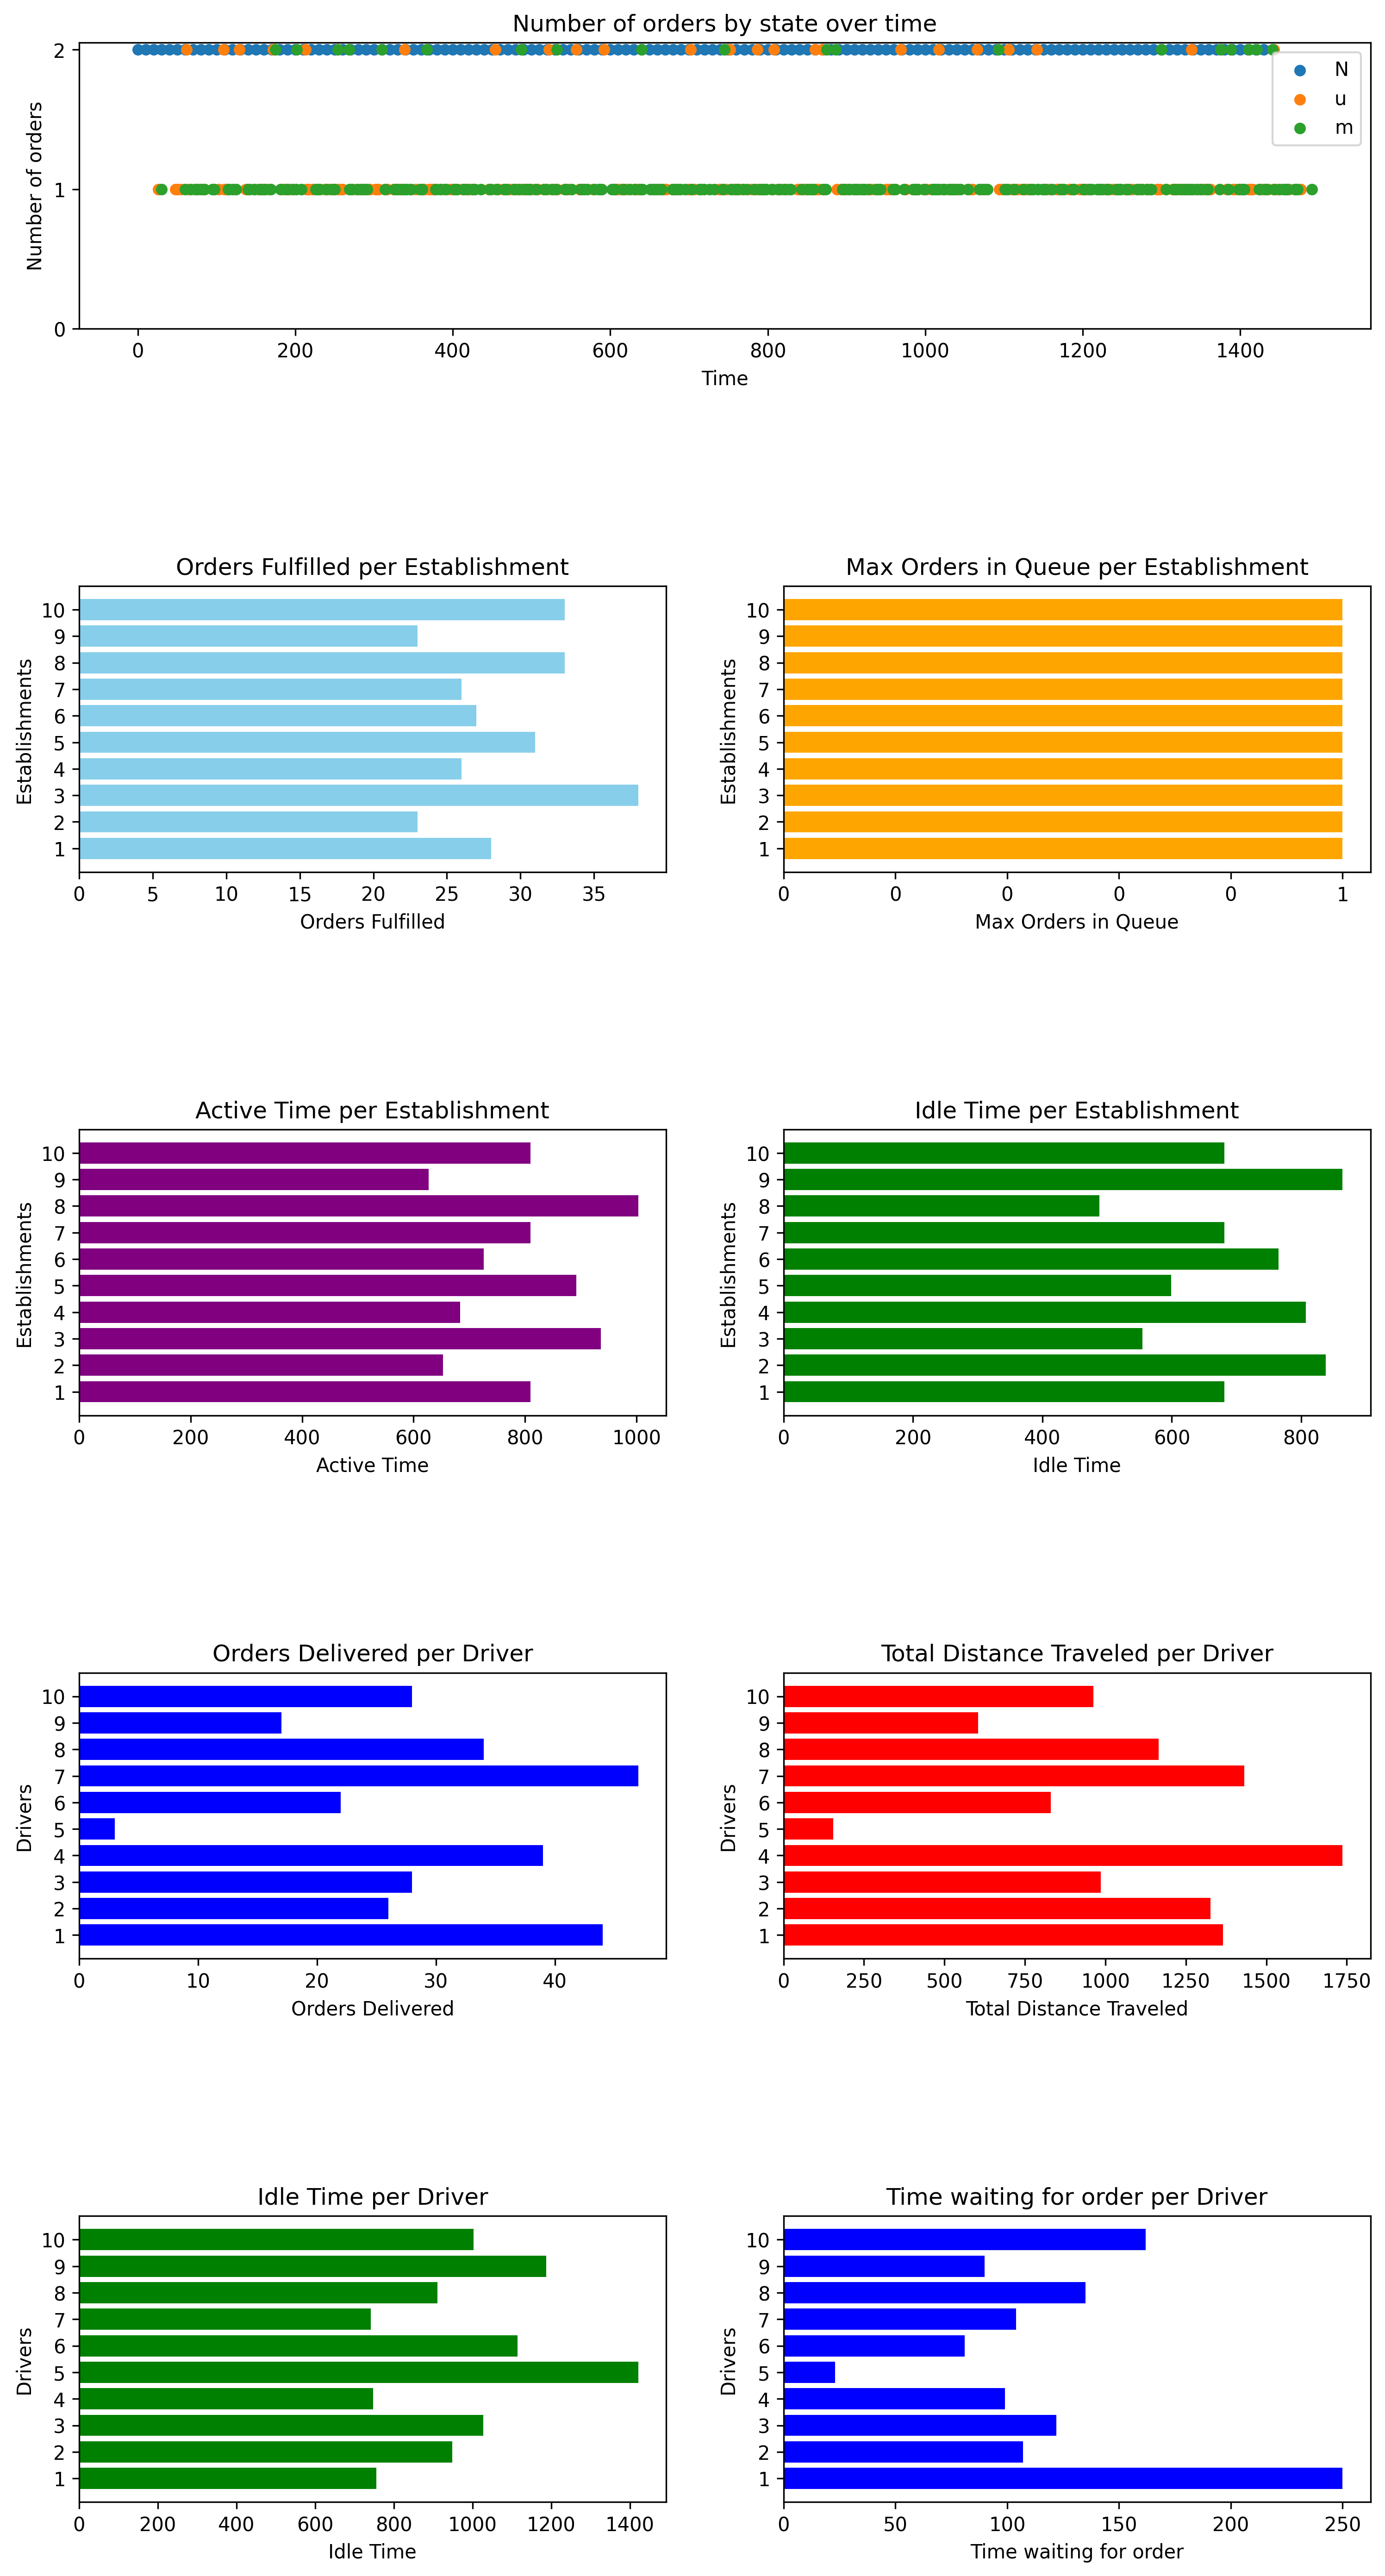 Number of orders by state over time
Number of orders
2
1
0
N
u
m
0 200 400 600 800 1000 1200 1400
Time
Orders Fulfilled per Establishment
Establishments
10
9
8
7
6
5
4
3
2
1
0 5 10 15 20 25 30 35
Orders Fulfilled
Max Orders in Queue per Establishment
Establishments
10
9
8
7
6
5
4
3
2
1
0 0 0 0 0 1
Max Orders in Queue
Active Time per Establishment
Establishments
10
9
8
7
6
5
4
3
2
1
0 200 400 600 800 1000
Active Time
Idle Time per Establishment
Establishments
10
9
8
7
6
5
4
3
2
1
0 200 400 600 800
Idle Time
Orders Delivered per Driver
Drivers
10
9
8
7
6
5
4
3
2
1
0 10 20 30 40
Orders Delivered
Total Distance Traveled per Driver
Drivers
10
9
8
7
6
5
4
3
2
1
0 250 500 750 1000 1250 1500 1750
Total Distance Traveled
Idle Time per Driver
Drivers
10
9
8
7
6
5
4
3
2
1
0 200 400 600 800 1000 1200 1400
Idle Time
Time waiting for order per Driver
Drivers
10
9
8
7
6
5
4
3
2
1
0 50 100 150 200 250
Time waiting for order